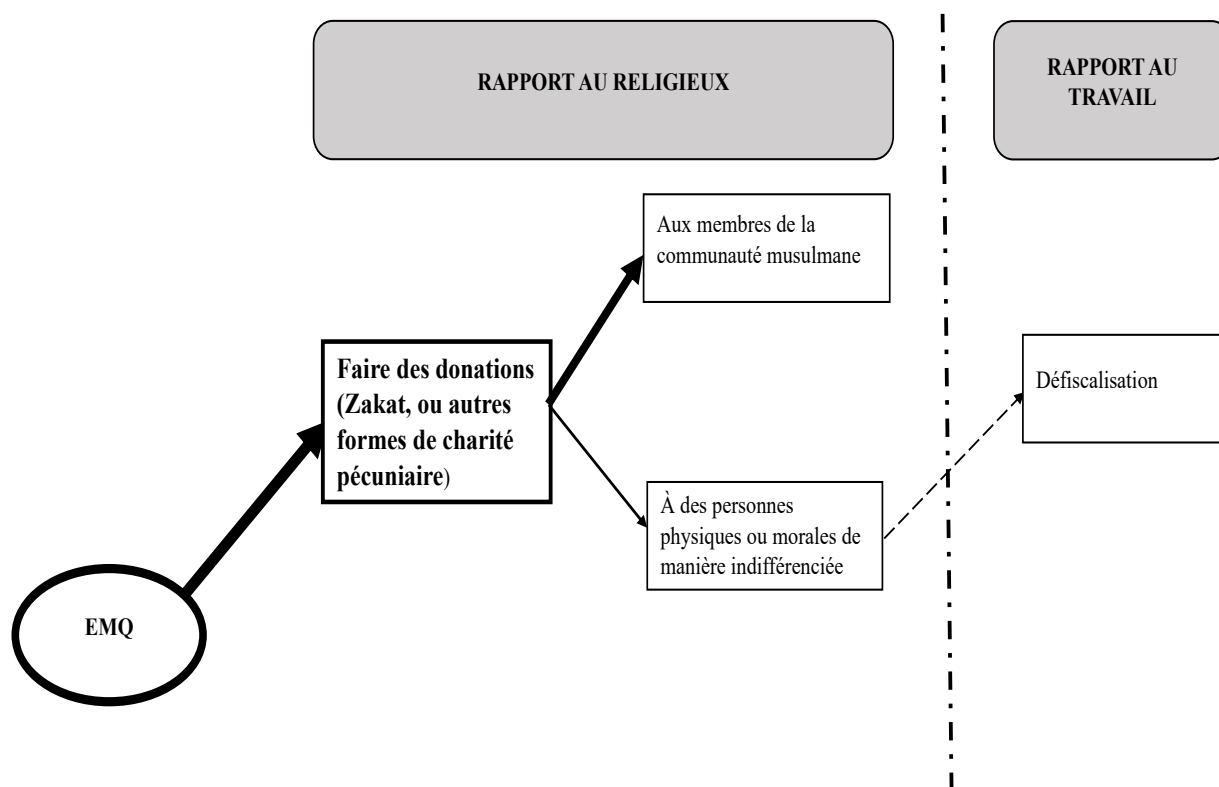 RAPPORT AU RELIGIEUX
RAPPORT AU
TRAVAIL
Aux membres de la
communauté musulmane
Faire des donations
(Zakat, ou autres
formes de charité
pécuniaire)
Défiscalisation
À des personnes
physiques ou morales de
manière indifférenciée
EMQ